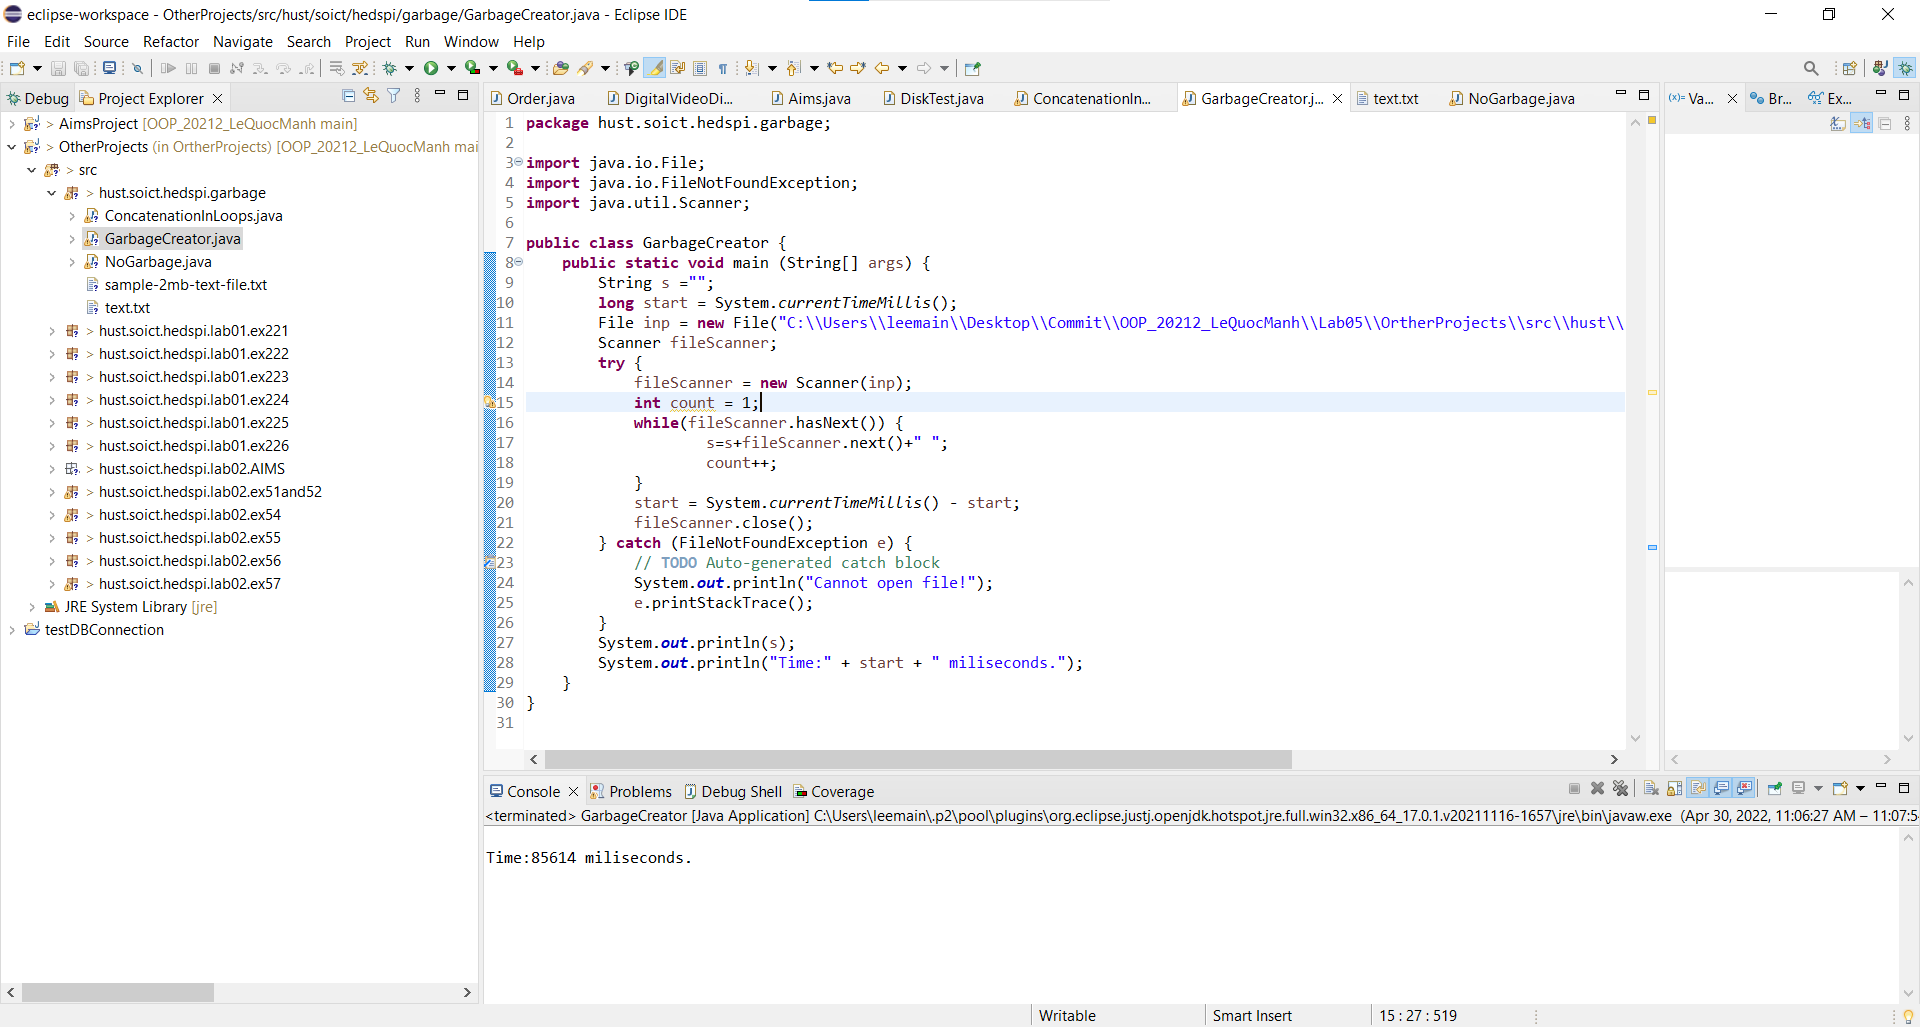 eclipse-workspace - OtherProjects/src/hust/soict/hedspi/garbage/GarbageCreator.java - Eclipse IDE
File Edit Source Refactor Navigate Search Project Run Window Help
Debug Project Explorer
> AimsProject [OOP_20212_LeQuocManh main]
> OtherProjects (in OrtherProjects) [OOP_20212_LeQuocManh mai
> src
> hust.soict.hedspi.garbage
ConcatenationInLoops.java
GarbageCreator.java
NoGarbage.java
sample-2mb-text-file.txt
text.txt
> hust.soict.hedspi.lab01.ex221
> hust.soict.hedspi.lab01.ex222
> hust.soict.hedspi.lab01.ex223
> hust.soict.hedspi.lab01.ex224
> hust.soict.hedspi.lab01.ex225
> hust.soict.hedspi.lab01.ex226
> hust.soict.hedspi.lab02.AIMS
> hust.soict.hedspi.lab02.ex51and52
> hust.soict.hedspi.lab02.ex54
> hust.soict.hedspi.lab02.ex55
> hust.soict.hedspi.lab02.ex56
> hust.soict.hedspi.lab02.ex57
JRE System Library [jre]
testDBConnection
Order.java DigitalVideoDi... Aims.java DiskTest.java ConcatenationIn... GarbageCreator.j... text.txt NoGarbage.java
1 package hust.soict.hedspi.garbage;
2
3 import java.io.File;
4 import java.io.FileNotFoundException;
5 import java.util.Scanner;
6
7 public class GarbageCreator {
8 public static void main (String[] args) {
9 String s ="";
10 long start = System.currentTimeMillis();
11 File inp = new File("C:\\Users\\leemain\\Desktop\\Commit\\OOP_20212_LeQuocManh\\Lab05\\OrtherProjects\\src\\hust\\
12 Scanner fileScanner;
13 try {
14 fileScanner = new Scanner(inp);
15 int count = 1;
16 while(fileScanner.hasNext()) {
17 s=s+fileScanner.next()+" ";
18 count++;
19 }
20 start = System.currentTimeMillis() - start;
21 fileScanner.close();
22 } catch (FileNotFoundException e) {
23 // TODO Auto-generated catch block
24 System.out.println("Cannot open file!");
25 e.printStackTrace();
26 }
27 System.out.println(s);
28 System.out.println("Time:" + start + " miliseconds.");
29 }
30 }
31
(x)= Va... Br... Ex...
Console Problems Debug Shell Coverage
<terminated> GarbageCreator [Java Application] C:\Users\leemain\.p2\pool\plugins\org.eclipse.justj.openjdk.hotspot.jre.full.win32.x86_64_17.0.1.v20211116-1657\jre\bin\javaw.exe (Apr 30, 2022, 11:06:27 AM – 11:07:5
Time:85614 miliseconds.
Writable Smart Insert 15 : 27 : 519